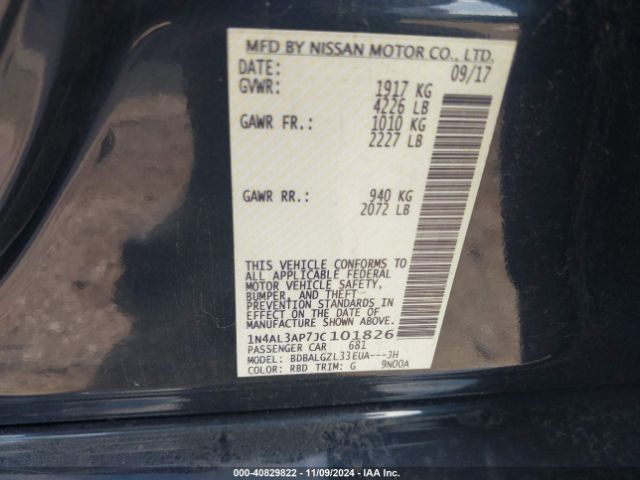 MFD BY NISSAN MOTOR CO., LTD.
DATE: 09/17
GVWR: 1917 KG
4226 LB
GAWR FR.: 1010 KG
2227 LB
GAWR RR.: 940 KG
2072 LB
THIS VEHICLE CONFORMS TO
ALL APPLICABLE FEDERAL
MOTOR VEHICLE SAFETY,
BUMPER, AND THEFT
PREVENTION STANDARDS IN
EFFECT ON THE DATE OF
MANUFACTURE SHOWN ABOVE.
1N4AL3AP7JC101826
PASSENGER CAR 681
MODEL: BDBALGZL33EUA---JH
COLOR: RBD TRIM: G 9N00A
000-40829822 - 11/09/2024 - IAA Inc.